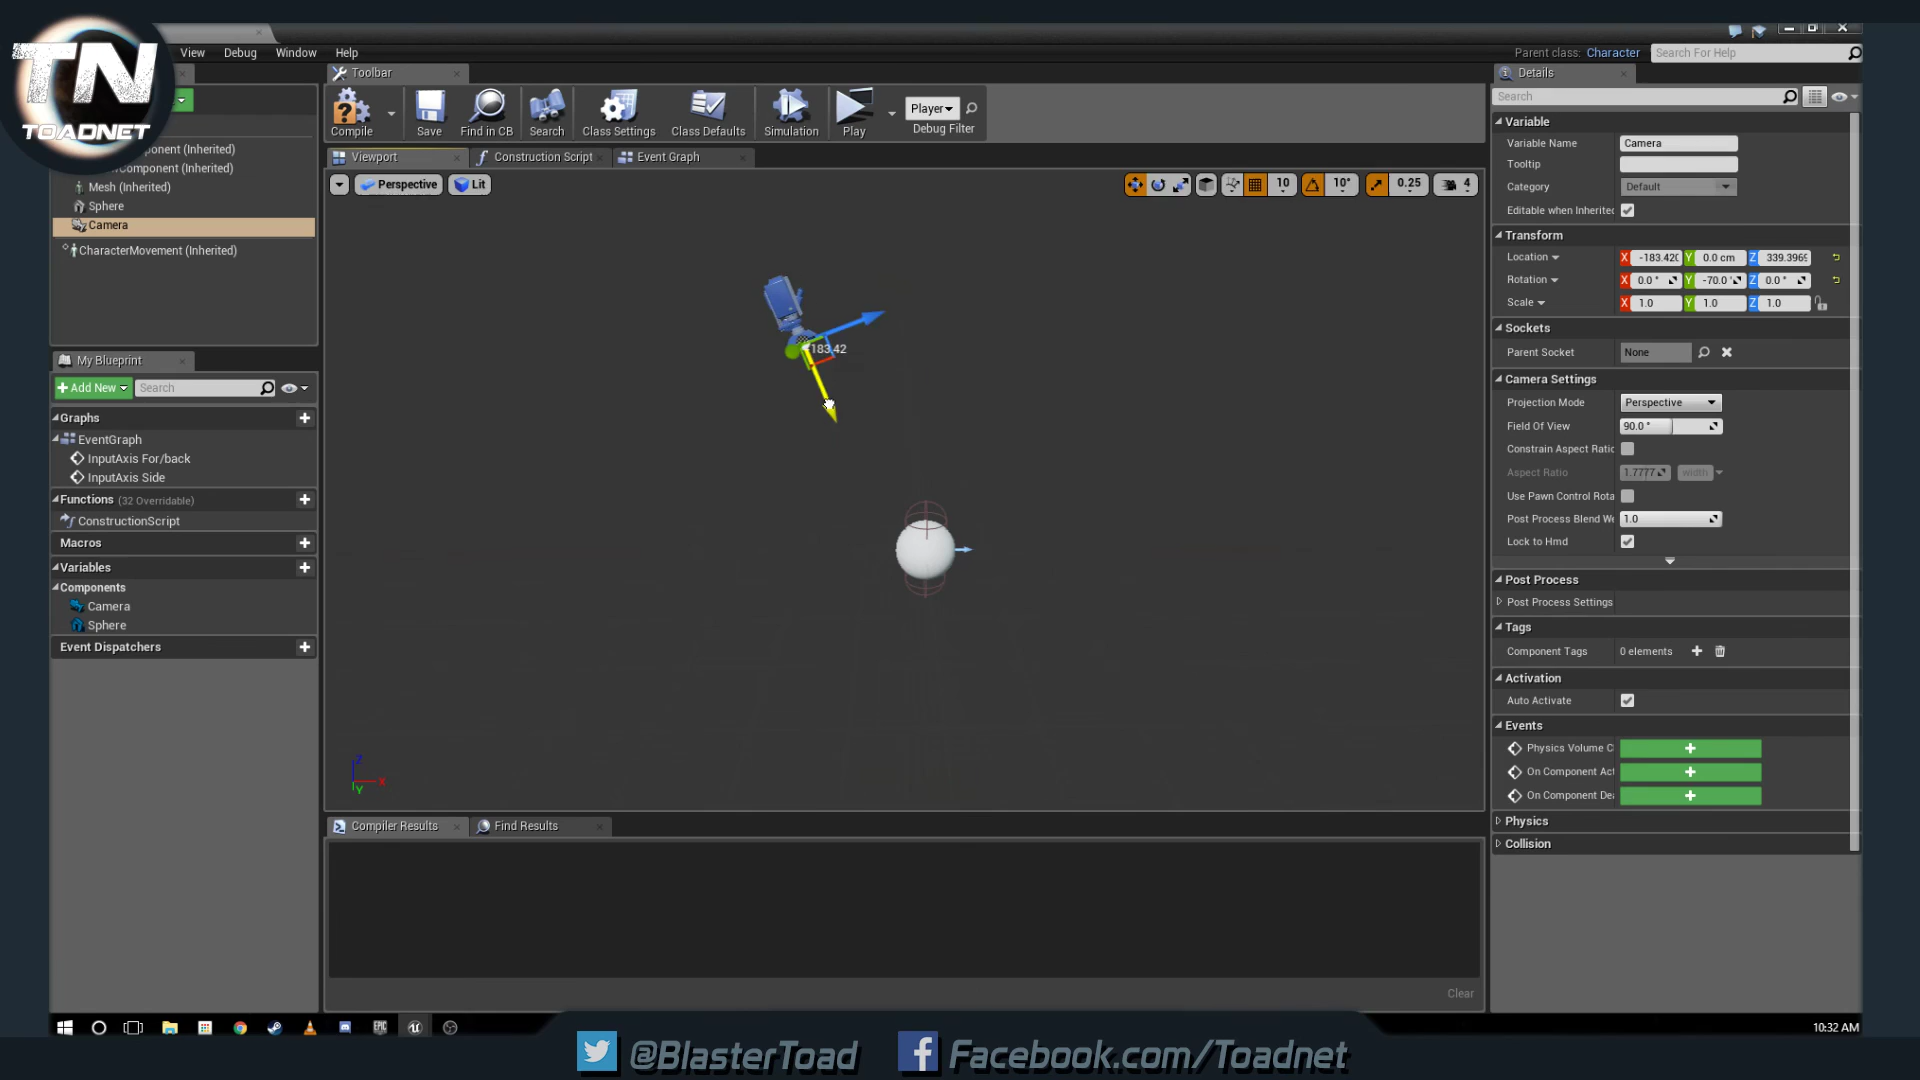 TN
TOADNET
View Debug Window Help
Parent class: Character Search For Help
Toolbar
Details
Compile Save Find in CB Search Class Settings Class Defaults Simulation Play
Player
Debug Filter
Search
Viewport Construction Script Event Graph
Perspective Lit
10 10° 0.25 4
ponent (Inherited)
Component (Inherited)
Mesh (Inherited)
Sphere
Camera
CharacterMovement (Inherited)
My Blueprint
Add New Search
Graphs
EventGraph
InputAxis For/back
InputAxis Side
Functions (32 Overridable)
ConstructionScript
Macros
Variables
Components
Camera
Sphere
Event Dispatchers
-183.42
Z
X
Y
Compiler Results Find Results
Clear
Variable
Variable Name Camera
Tooltip
Category Default
Editable when Inherited
Transform
Location X -183.420 Y 0.0 cm Z 339.3969
Rotation X 0.0 ° Y -70.0 ° Z 0.0 °
Scale X 1.0 Y 1.0 Z 1.0
Sockets
Parent Socket None
Camera Settings
Projection Mode Perspective
Field Of View 90.0 °
Constrain Aspect Ratio
Aspect Ratio 1.7777 width
Use Pawn Control Rota
Post Process Blend We 1.0
Lock to Hmd
Post Process
Post Process Settings
Tags
Component Tags 0 elements
Activation
Auto Activate
Events
Physics Volume C
On Component Act
On Component Dea
Physics
Collision
EPIC
10:32 AM
@BlasterToad
Facebook.com/Toadnet